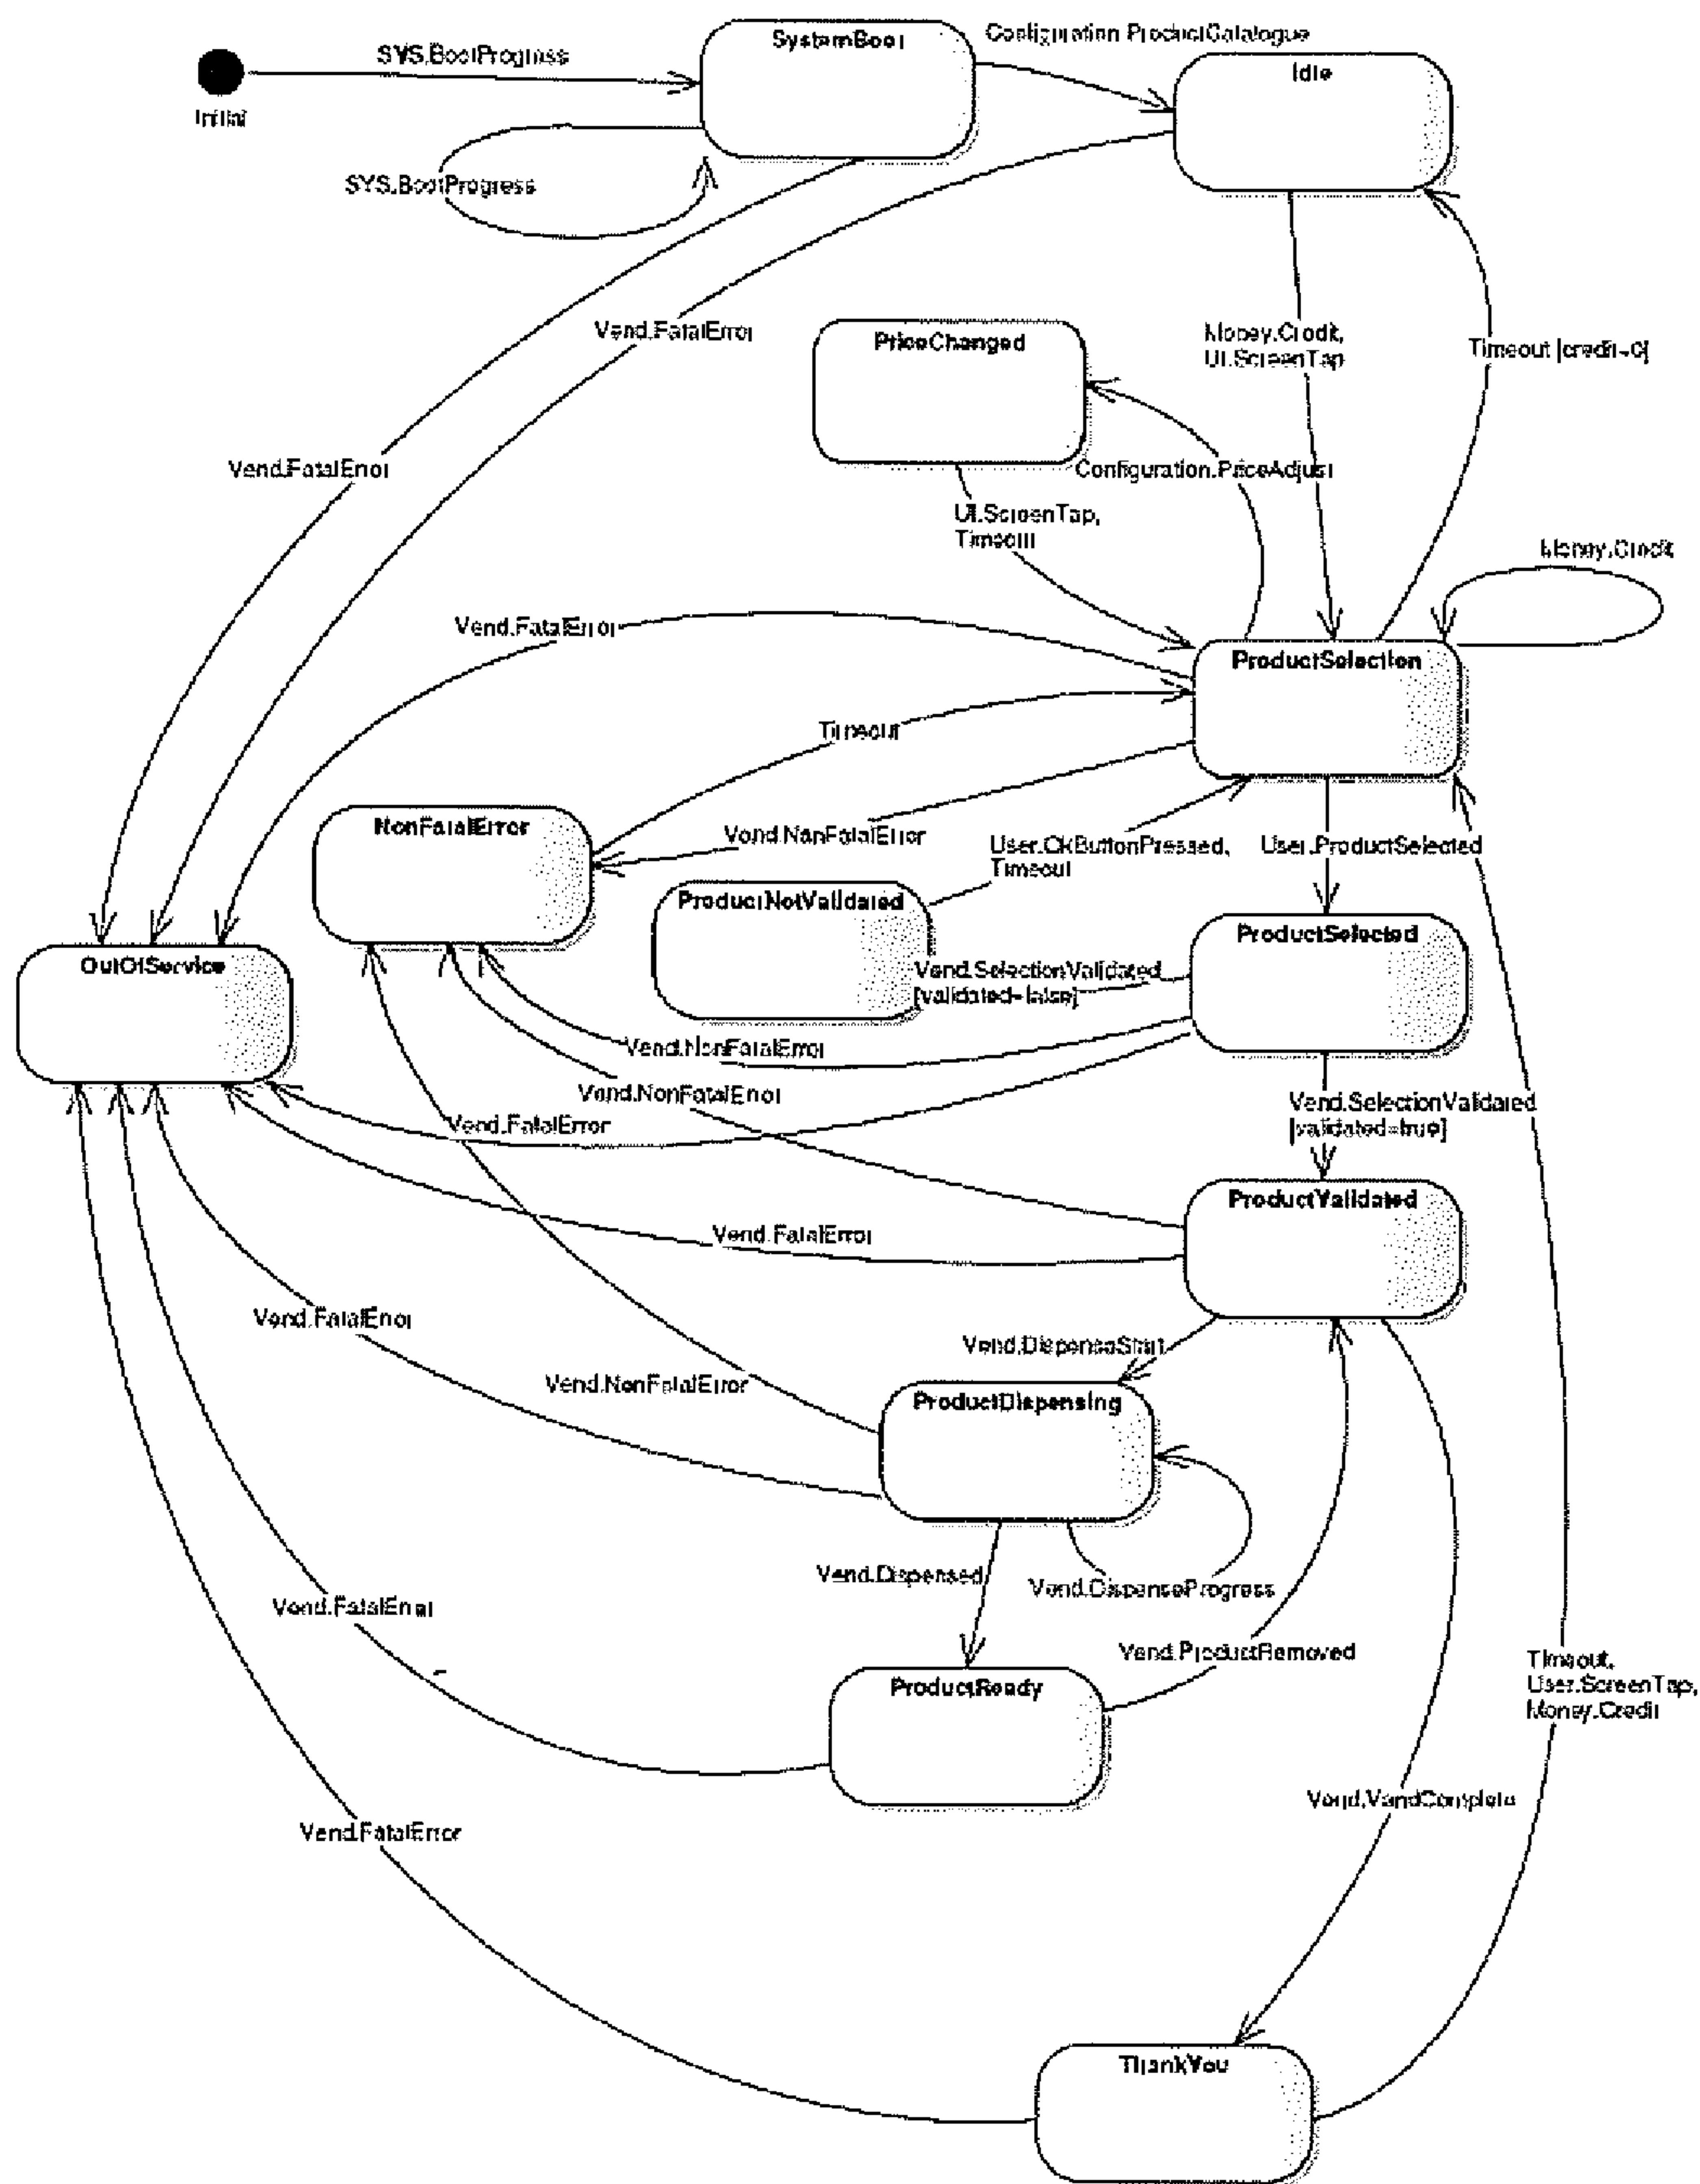 SYS.BootProgress
SystemBoot
Configuration.ProductCatalogue
Idle
Initial
SYS.BootProgress
Vend.FatalError
PriceChanged
Money.Credit,
UI.ScreenTap
Timeout [credit=0]
Vend.FatalError
Configuration.PriceAdjust
UI.ScreenTap,
Timeout
Money.Credit
Vend.FatalError
ProductSelection
Timeout
NonFatalError
Vend.NonFatalError
User.OkButtonPressed,
Timeout
User.ProductSelected
ProductNotValidated
ProductSelected
OutOfService
Vend.SelectionValidated
[validated=false]
Vend.NonFatalError
Vend.NonFatalError
Vend.FatalError
Vend.SelectionValidated
[validated=true]
ProductValidated
Vend.FatalError
Vend.FatalError
Vend.DispenseStart
Vend.NonFatalError
ProductDispensing
Vend.Dispensed
Vend.DispenseProgress
Vend.FatalError
Vend.ProductRemoved
Timeout,
User.ScreenTap,
Money.Credit
ProductReady
Vend.VendComplete
Vend.FatalError
ThankYou